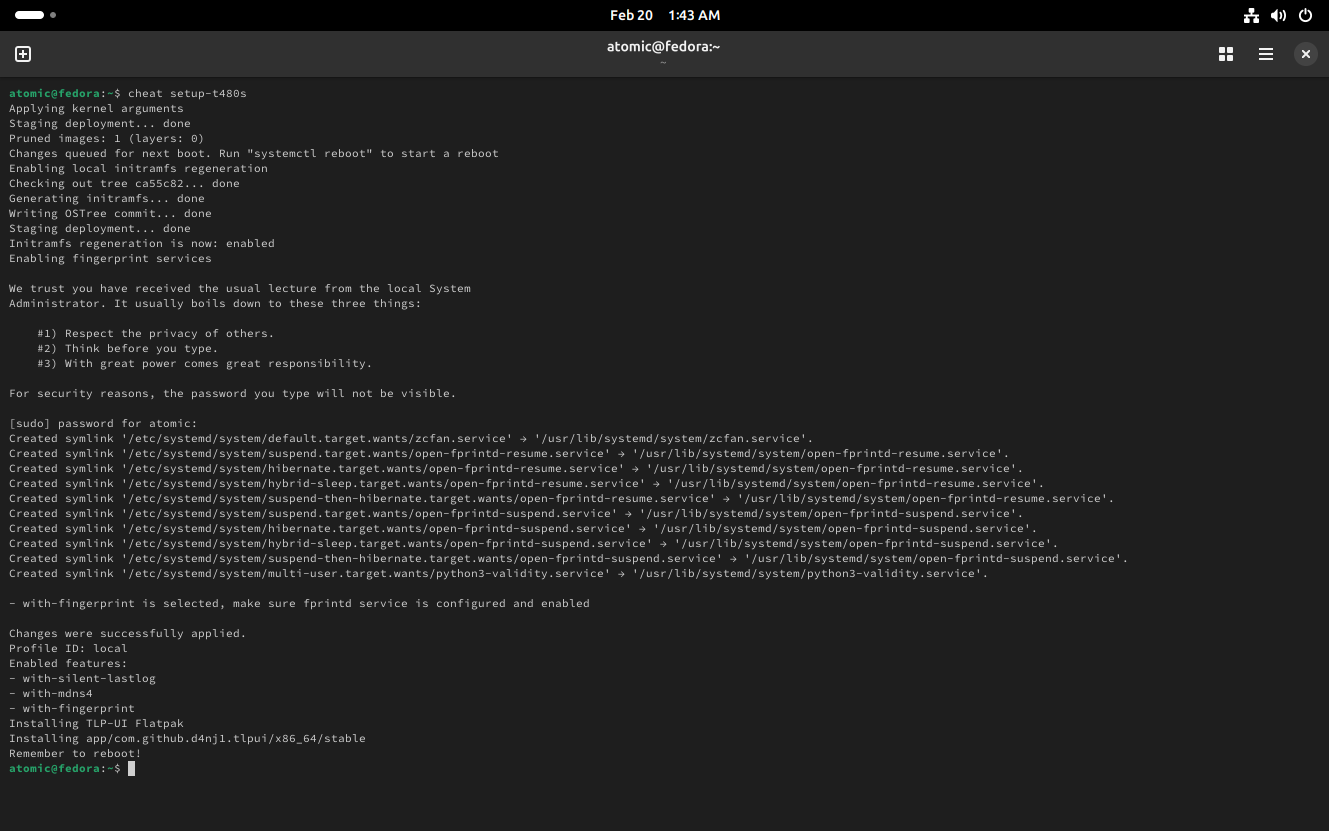 Feb 20 1:43 AM
atomic@fedora:~
~
atomic@fedora:~$ cheat setup-t480s
Applying kernel arguments
Staging deployment... done
Pruned images: 1 (layers: 0)
Changes queued for next boot. Run "systemctl reboot" to start a reboot
Enabling local initramfs regeneration
Checking out tree ca55c82... done
Generating initramfs... done
Writing OSTree commit... done
Staging deployment... done
Initramfs regeneration is now: enabled
Enabling fingerprint services
We trust you have received the usual lecture from the local System
Administrator. It usually boils down to these three things:
#1) Respect the privacy of others.
#2) Think before you type.
#3) With great power comes great responsibility.
For security reasons, the password you type will not be visible.
[sudo] password for atomic:
Created symlink '/etc/systemd/system/default.target.wants/zcfan.service' → '/usr/lib/systemd/system/zcfan.service'.
Created symlink '/etc/systemd/system/suspend.target.wants/open-fprintd-resume.service' → '/usr/lib/systemd/system/open-fprintd-resume.service'.
Created symlink '/etc/systemd/system/hibernate.target.wants/open-fprintd-resume.service' → '/usr/lib/systemd/system/open-fprintd-resume.service'.
Created symlink '/etc/systemd/system/hybrid-sleep.target.wants/open-fprintd-resume.service' → '/usr/lib/systemd/system/open-fprintd-resume.service'.
Created symlink '/etc/systemd/system/suspend-then-hibernate.target.wants/open-fprintd-resume.service' → '/usr/lib/systemd/system/open-fprintd-resume.service'.
Created symlink '/etc/systemd/system/suspend.target.wants/open-fprintd-suspend.service' → '/usr/lib/systemd/system/open-fprintd-suspend.service'.
Created symlink '/etc/systemd/system/hibernate.target.wants/open-fprintd-suspend.service' → '/usr/lib/systemd/system/open-fprintd-suspend.service'.
Created symlink '/etc/systemd/system/hybrid-sleep.target.wants/open-fprintd-suspend.service' → '/usr/lib/systemd/system/open-fprintd-suspend.service'.
Created symlink '/etc/systemd/system/suspend-then-hibernate.target.wants/open-fprintd-suspend.service' → '/usr/lib/systemd/system/open-fprintd-suspend.service'.
Created symlink '/etc/systemd/system/multi-user.target.wants/python3-validity.service' → '/usr/lib/systemd/system/python3-validity.service'.
- with-fingerprint is selected, make sure fprintd service is configured and enabled
Changes were successfully applied.
Profile ID: local
Enabled features:
- with-silent-lastlog
- with-mdns4
- with-fingerprint
Installing TLP-UI Flatpak
Installing app/com.github.d4nj1.tlpui/x86_64/stable
Remember to reboot!
atomic@fedora:~$